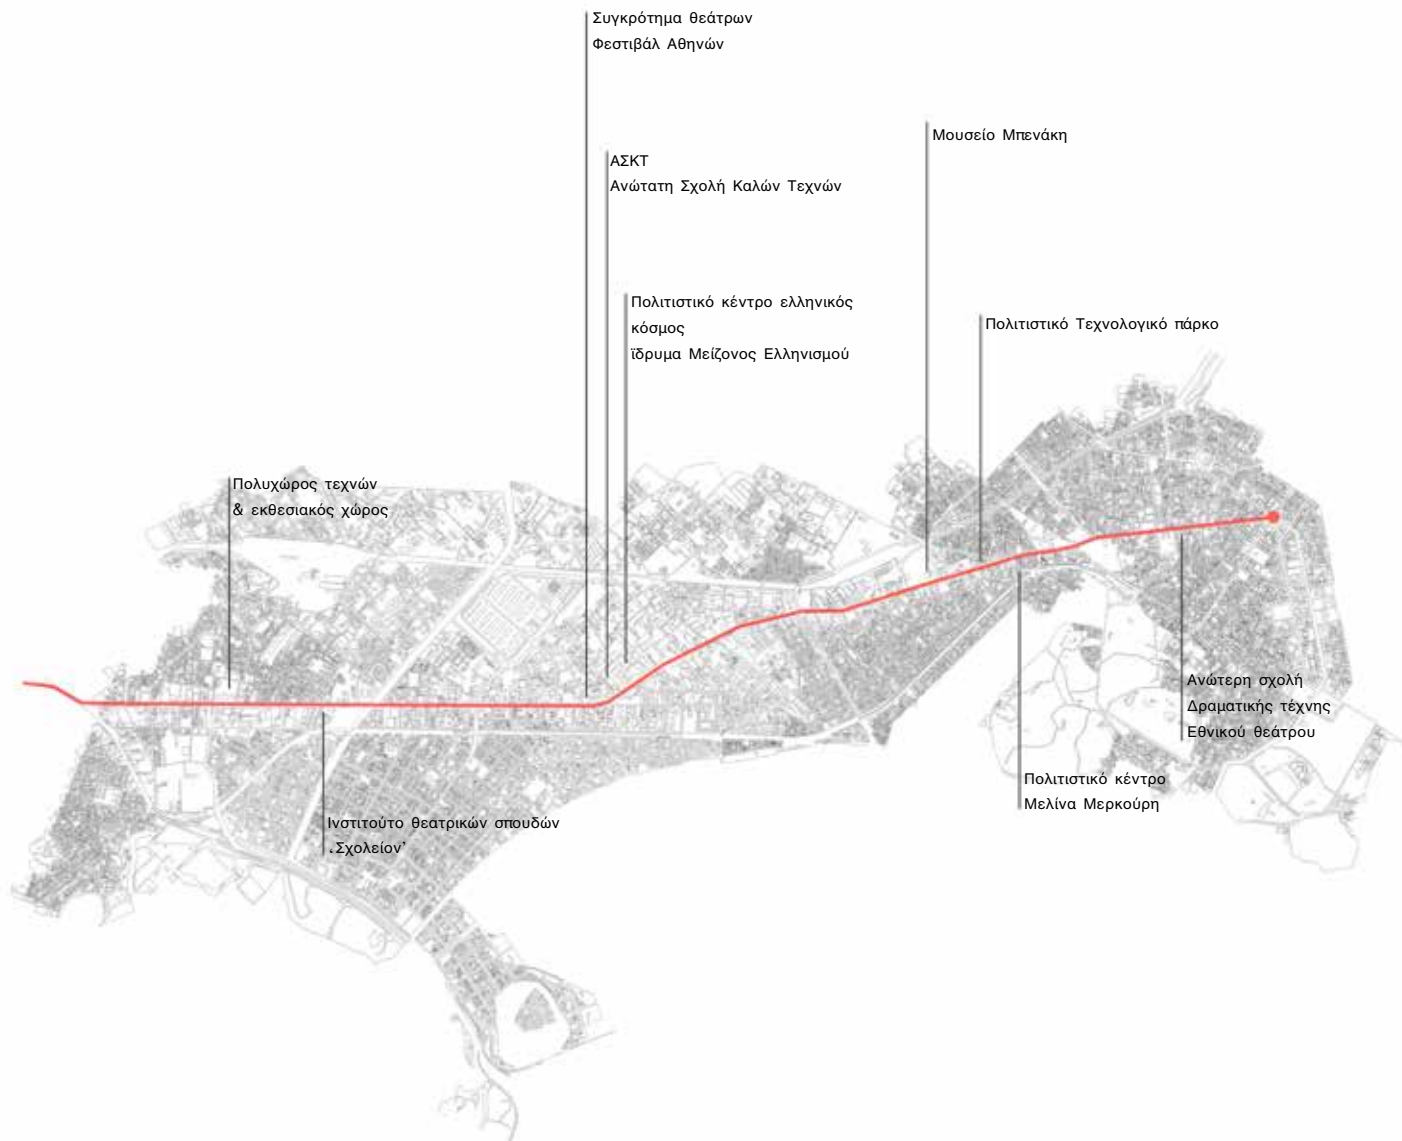 Συγκρότημα θεάτρων
Φεστιβάλ Αθηνών
Μουσείο Μπενάκη
ΑΣΚΤ
Ανώτατη Σχολή Καλών Τεχνών
Πολιτιστικό κέντρο ελληνικός
κόσμος
ϊδρυμα Μείζονος Ελληνισμού
Πολιτιστικό Τεχνολογικό πάρκο
Πολυχώρος τεχνών
& εκθεσιακός χώρος
Ανώτερη σχολή
Δραματικής τέχνης
Εθνικού θεάτρου
Πολιτιστικό κέντρο
Μελίνα Μερκούρη
Ινστιτούτο θεατρικών σπουδών
‚Σχολείον’